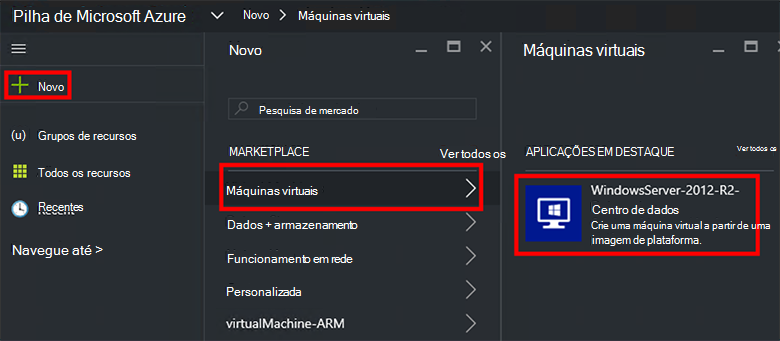 Pilha de Microsoft Azure
Novo > Máquinas virtuais
Novo
Grupos de recursos
Todos os recursos
Recentes
Navegue até >
Novo
Pesquisa de mercado
MARKETPLACE
Ver todos os
Máquinas virtuais
Dados + armazenamento
Funcionamento em rede
Personalizada
virtualMachine-ARM
Máquinas virtuais
APLICAÇÕES EM DESTAQUE
Ver todos os
WindowsServer-2012-R2-
Centro de dados
Crie uma máquina virtual a partir de uma
imagem de plataforma.